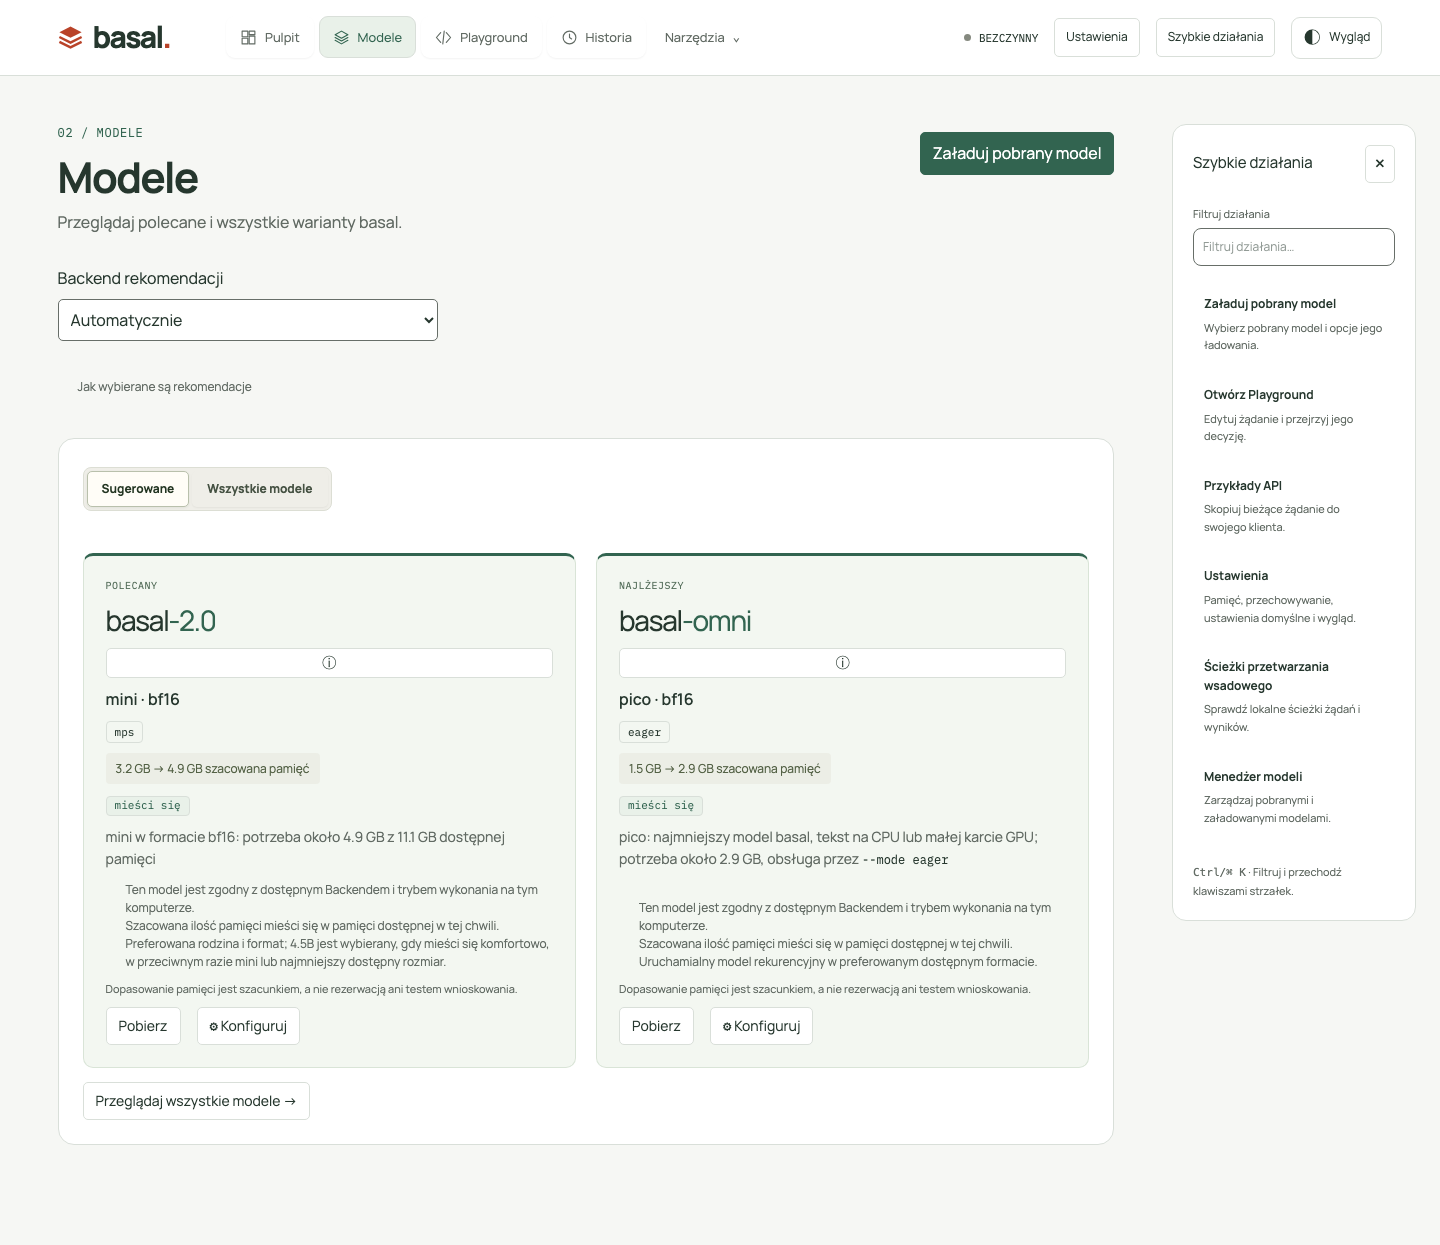 basal.
Pulpit
Modele
Playground
Historia
Narzędzia
BEZCZYNNY
Ustawienia
Szybkie działania
Wygląd
02 / MODELE
Modele
Przeglądaj polecane i wszystkie warianty basal.
Załaduj pobrany model
Backend rekomendacji
Automatycznie
Jak wybierane są rekomendacje
Sugerowane
Wszystkie modele
POLECANY
basal-2.0
ⓘ
mini · bf16
mps
3.2 GB → 4.9 GB szacowana pamięć
mieści się
mini w formacie bf16: potrzeba około 4.9 GB z 11.1 GB dostępnej
pamięci
Ten model jest zgodny z dostępnym Backendem i trybem wykonania na tym
komputerze.
Szacowana ilość pamięci mieści się w pamięci dostępnej w tej chwili.
Preferowana rodzina i format; 4.5B jest wybierany, gdy mieści się komfortowo,
w przeciwnym razie mini lub najmniejszy dostępny rozmiar.
Dopasowanie pamięci jest szacunkiem, a nie rezerwacją ani testem wnioskowania.
Pobierz
⚙ Konfiguruj
NAJLŻEJSZY
basal-omni
ⓘ
pico · bf16
eager
1.5 GB → 2.9 GB szacowana pamięć
mieści się
pico: najmniejszy model basal, tekst na CPU lub małej karcie GPU;
potrzeba około 2.9 GB, obsługa przez --mode eager
Ten model jest zgodny z dostępnym Backendem i trybem wykonania na tym
komputerze.
Szacowana ilość pamięci mieści się w pamięci dostępnej w tej chwili.
Uruchamialny model rekurencyjny w preferowanym dostępnym formacie.
Dopasowanie pamięci jest szacunkiem, a nie rezerwacją ani testem wnioskowania.
Pobierz
⚙ Konfiguruj
Przeglądaj wszystkie modele →
Szybkie działania
×
Filtruj działania
Filtruj działania…
Załaduj pobrany model
Wybierz pobrany model i opcje jego
ładowania.
Otwórz Playground
Edytuj żądanie i przejrzyj jego
decyzję.
Przykłady API
Skopiuj bieżące żądanie do
swojego klienta.
Ustawienia
Pamięć, przechowywanie,
ustawienia domyślne i wygląd.
Ścieżki przetwarzania
wsadowego
Sprawdź lokalne ścieżki żądań i
wyników.
Menedżer modeli
Zarządzaj pobranymi i
załadowanymi modelami.
Ctrl/⌘ K · Filtruj i przechodź
klawiszami strzałek.